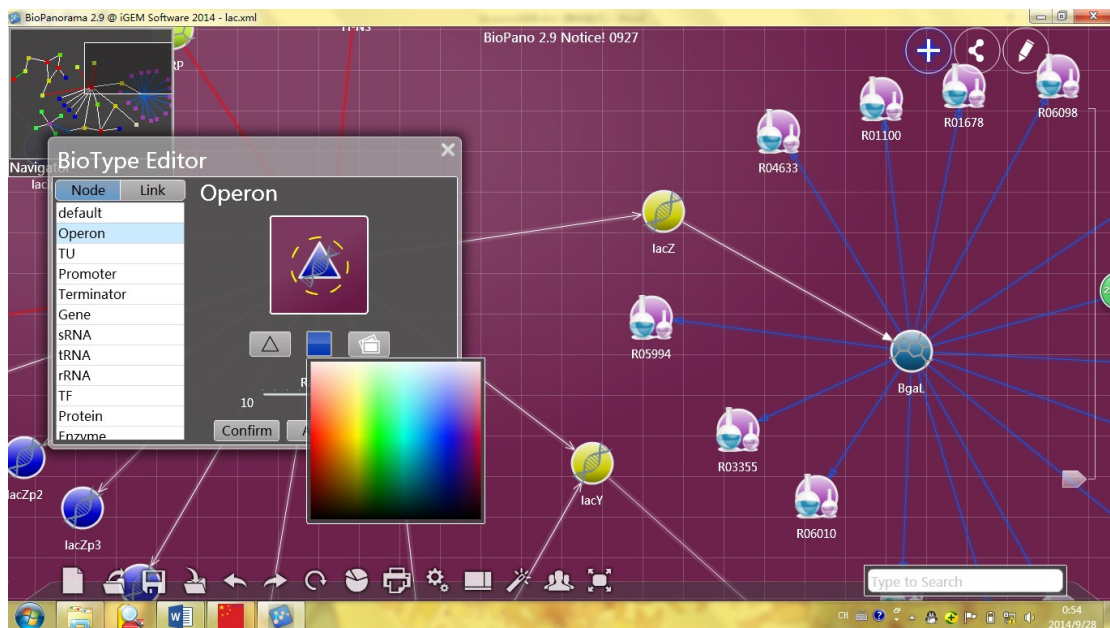 BioPanorama 2.9 @ iGEM Software 2014 - lac.xml
BioPano 2.9 Notice! 0927
R06098
R01678
R01100
R04633
Navigator
BioType Editor
Node Link
Operon
default
Operon
TU
Promoter
Terminator
Gene
sRNA
tRNA
rRNA
TF
Protein
Enzyme
10
Confirm
lacZ
R05994
BgaL
R03355
lacY
R06010
lacZp2
lacZp3
Type to Search
CH
0:54
2014/9/28